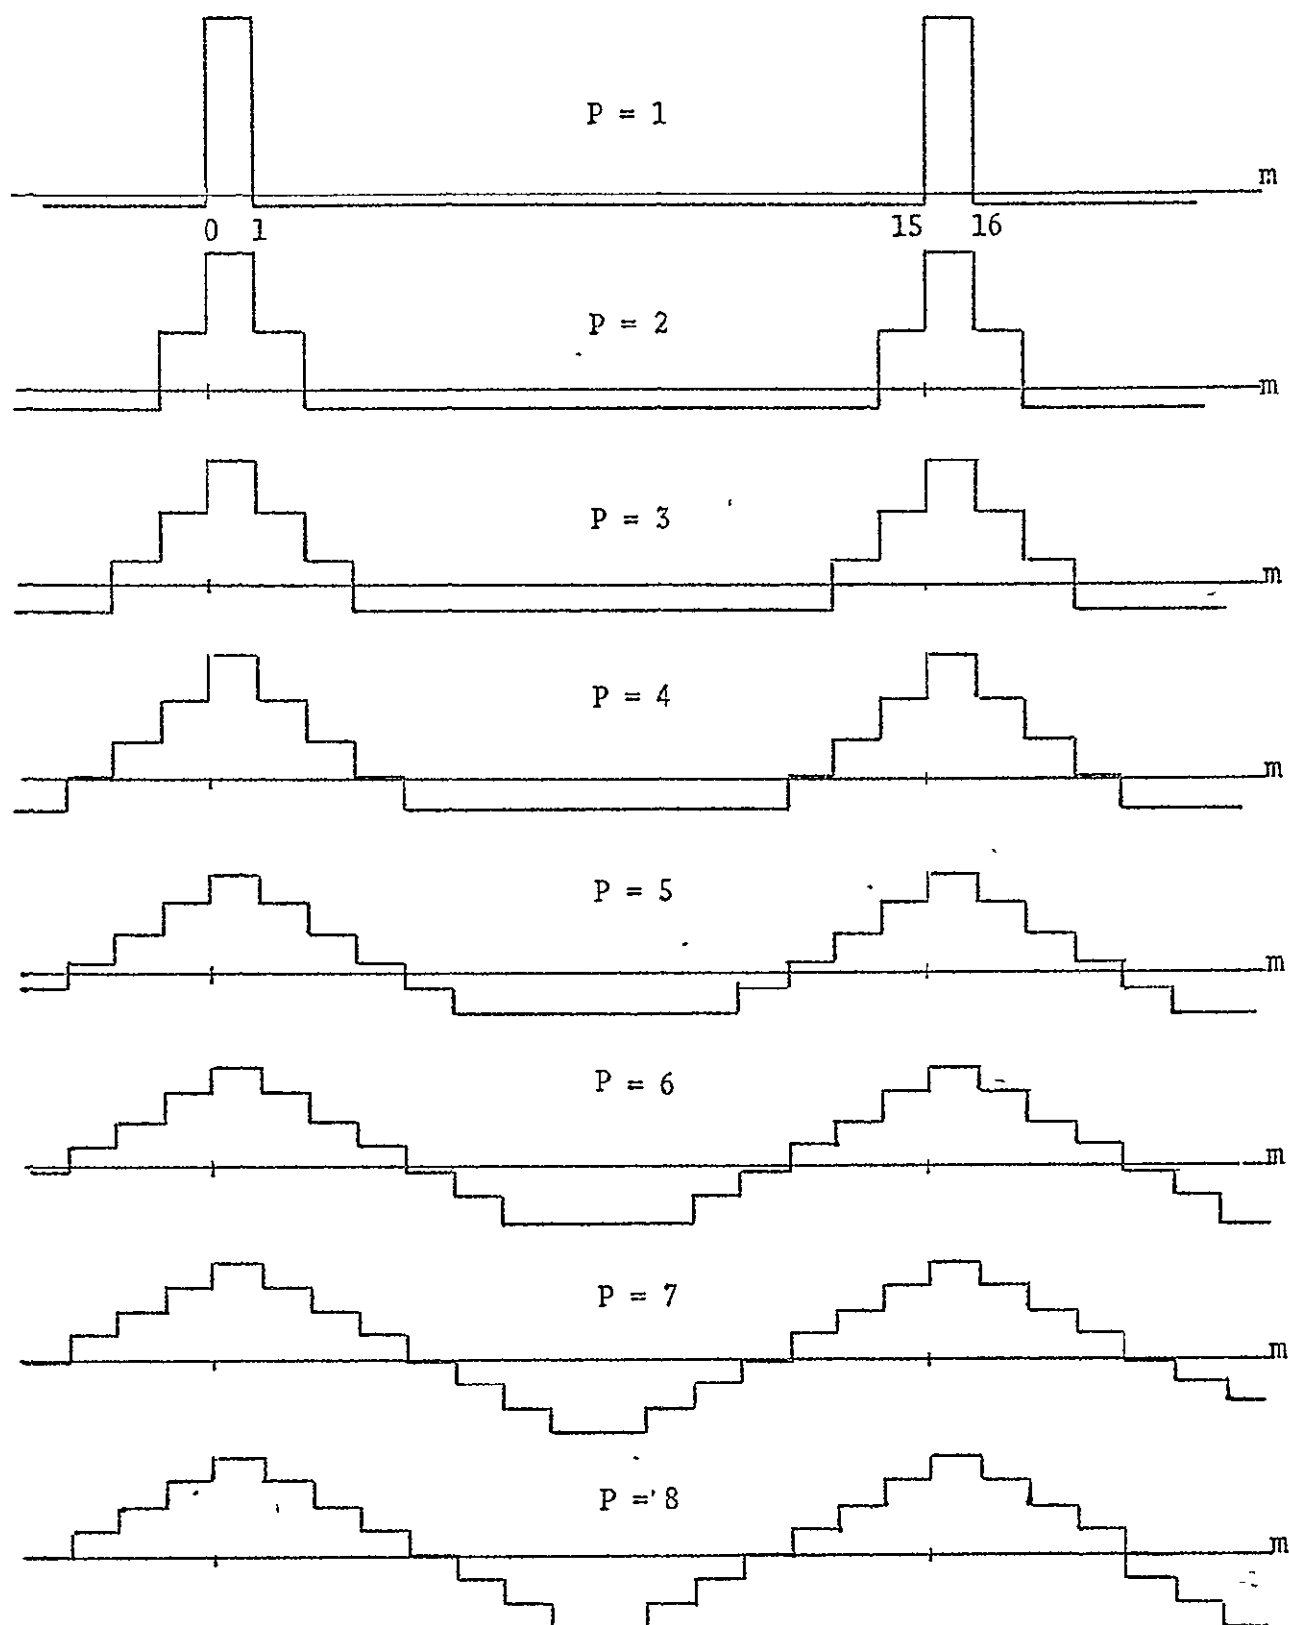 P = 1
m
0 1 15 16
P = 2
m
P = 3
m
P = 4
m
P = 5
m
P = 6
m
P = 7
m
P = 8
m